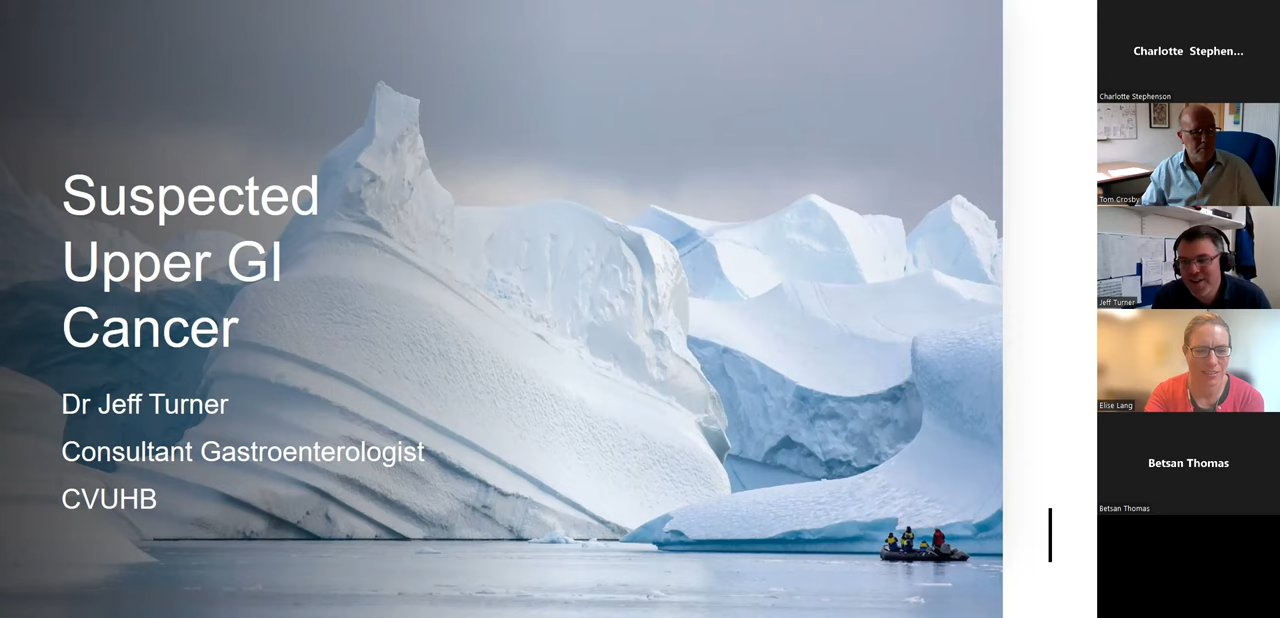 Suspected
Upper GI
Cancer
Dr Jeff Turner
Consultant Gastroenterologist
CVUHB
Charlotte Stephen...
Charlotte Stephenson
Tom Crosby
Jeff Turner
Elise Lang
Betsan Thomas
Betsan Thomas